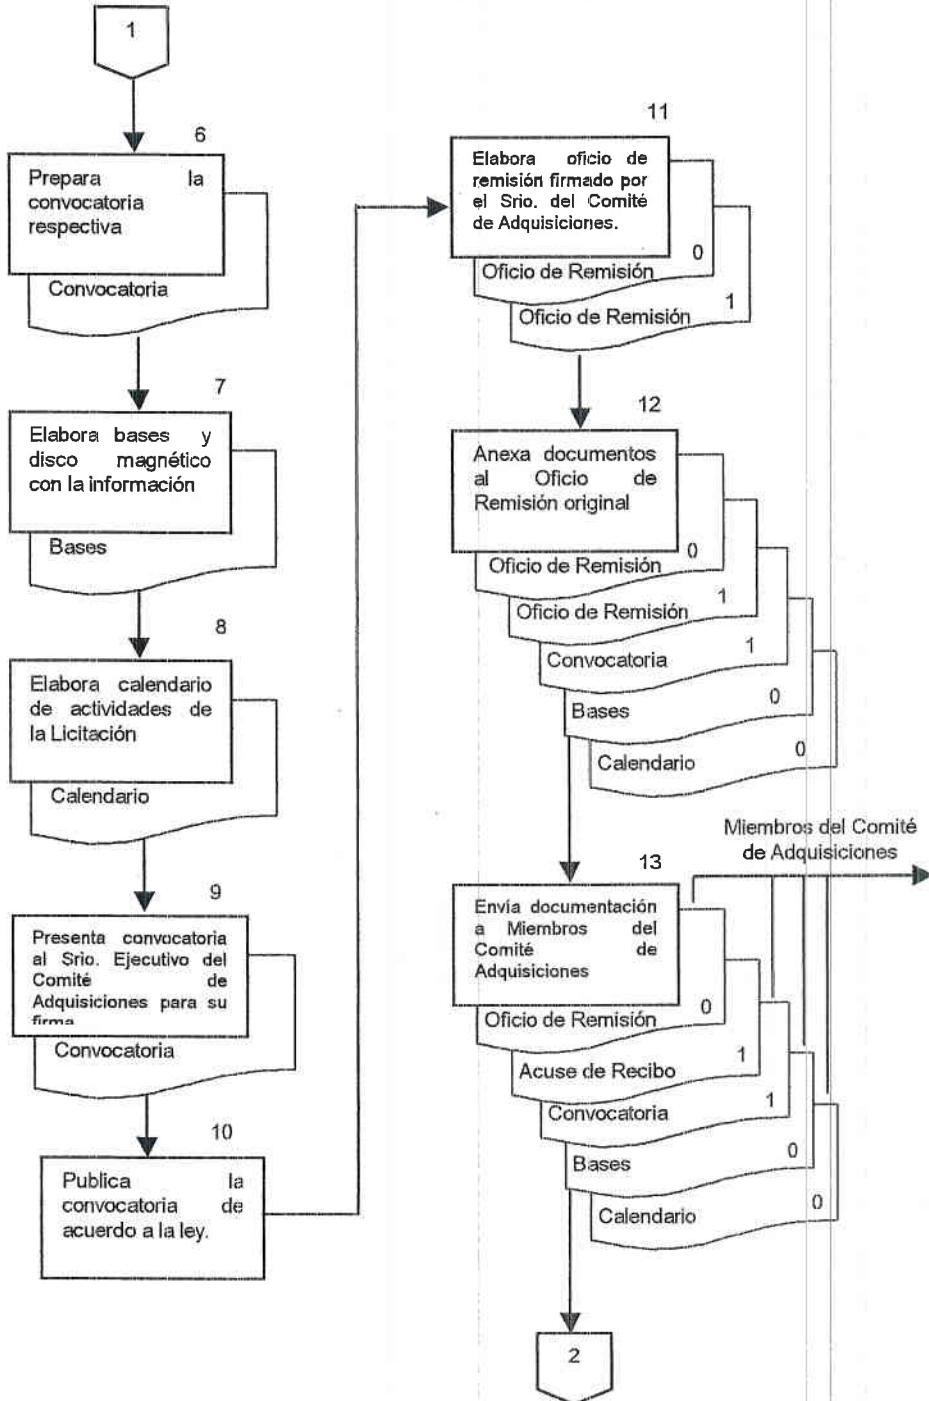 1
6
Prepara la
convocatoria
respectiva
Convocatoria
7
Elabora bases y
disco magnético
con la información
Bases
8
Elabora calendario
de actividades de
la Licitación
Calendario
9
Presenta convocatoria
al Srio. Ejecutivo del
Comité de
Adquisiciones para su
firma
Convocatoria
10
Publica la
convocatoria de
acuerdo a la ley.
11
Elabora oficio de
remisión firmado por
el Srio. del Comité
de Adquisiciones.
0
Oficio de Remisión
1
Oficio de Remisión
12
Anexa documentos
al Oficio de
Remisión original
0
Oficio de Remisión
1
Oficio de Remisión
1
Convocatoria
0
Bases
0
Calendario
Miembros del Comité
de Adquisiciones
13
Envía documentación
a Miembros del
Comité de
Adquisiciones
0
Oficio de Remisión
1
Acuse de Recibo
1
Convocatoria
0
Bases
0
Calendario
2